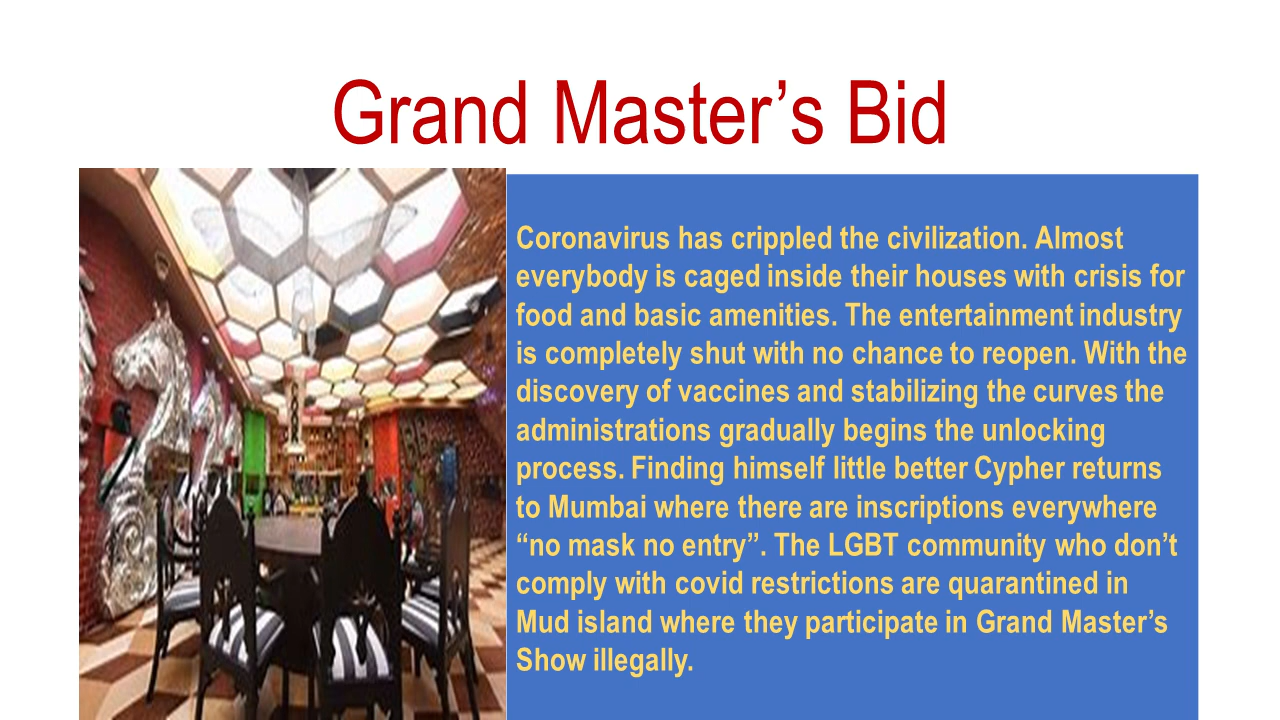 Grand Master’s Bid
Coronavirus has crippled the civilization. Almost
everybody is caged inside their houses with crisis for
food and basic amenities. The entertainment industry
is completely shut with no chance to reopen. With the
discovery of vaccines and stabilizing the curves the
administrations gradually begins the unlocking
process. Finding himself little better Cypher returns
to Mumbai where there are inscriptions everywhere
“no mask no entry”. The LGBT community who don’t
comply with covid restrictions are quarantined in
Mud island where they participate in Grand Master’s
Show illegally.